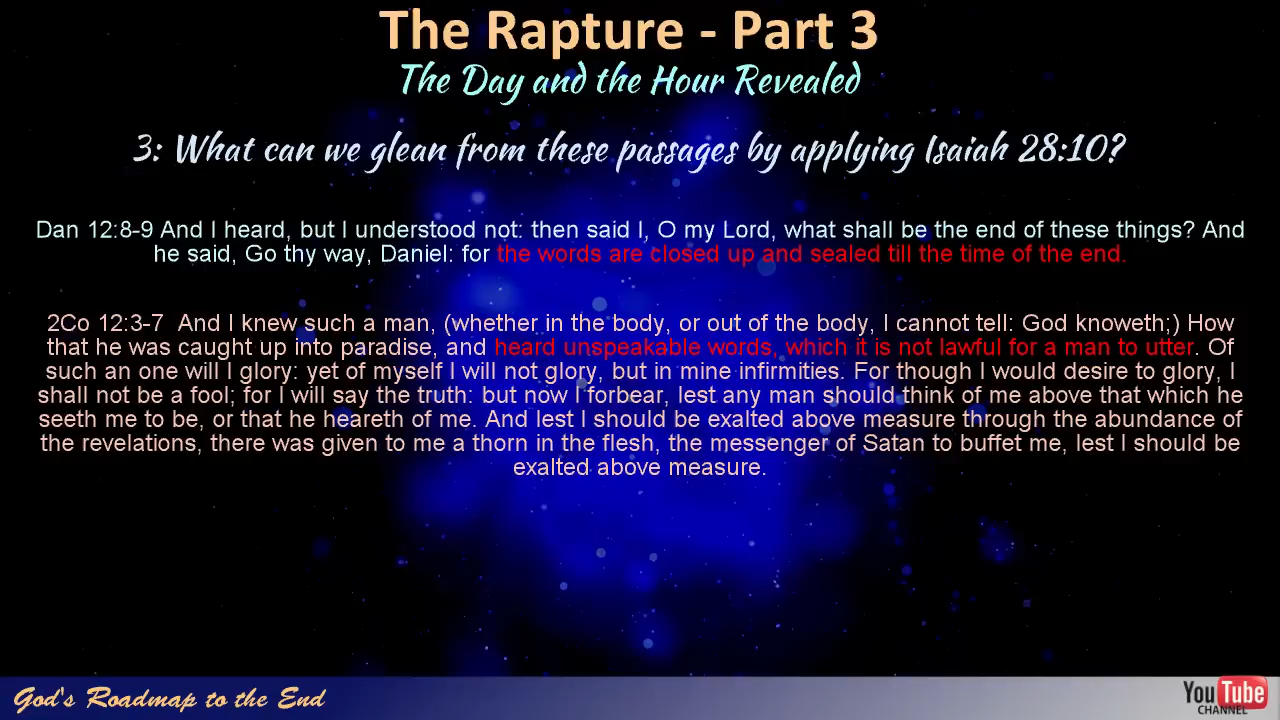 The Rapture - Part 3
The Day and the Hour Revealed
3: What can we glean from these passages by applying Isaiah 28:10?
Dan 12:8-9 And I heard, but I understood not: then said I, O my Lord, what shall be the end of these things? And
he said, Go thy way, Daniel: for the words are closed up and sealed till the time of the end.
2Co 12:3-7 And I knew such a man, (whether in the body, or out of the body, I cannot tell: God knoweth;) How
that he was caught up into paradise, and heard unspeakable words, which it is not lawful for a man to utter. Of
such an one will I glory: yet of myself I will not glory, but in mine infirmities. For though I would desire to glory, I
shall not be a fool; for I will say the truth: but now I forbear, lest any man should think of me above that which he
seeth me to be, or that he heareth of me. And lest I should be exalted above measure through the abundance of
the revelations, there was given to me a thorn in the flesh, the messenger of Satan to buffet me, lest I should be
exalted above measure.
God's Roadmap to the End
YouTube
CHANNEL